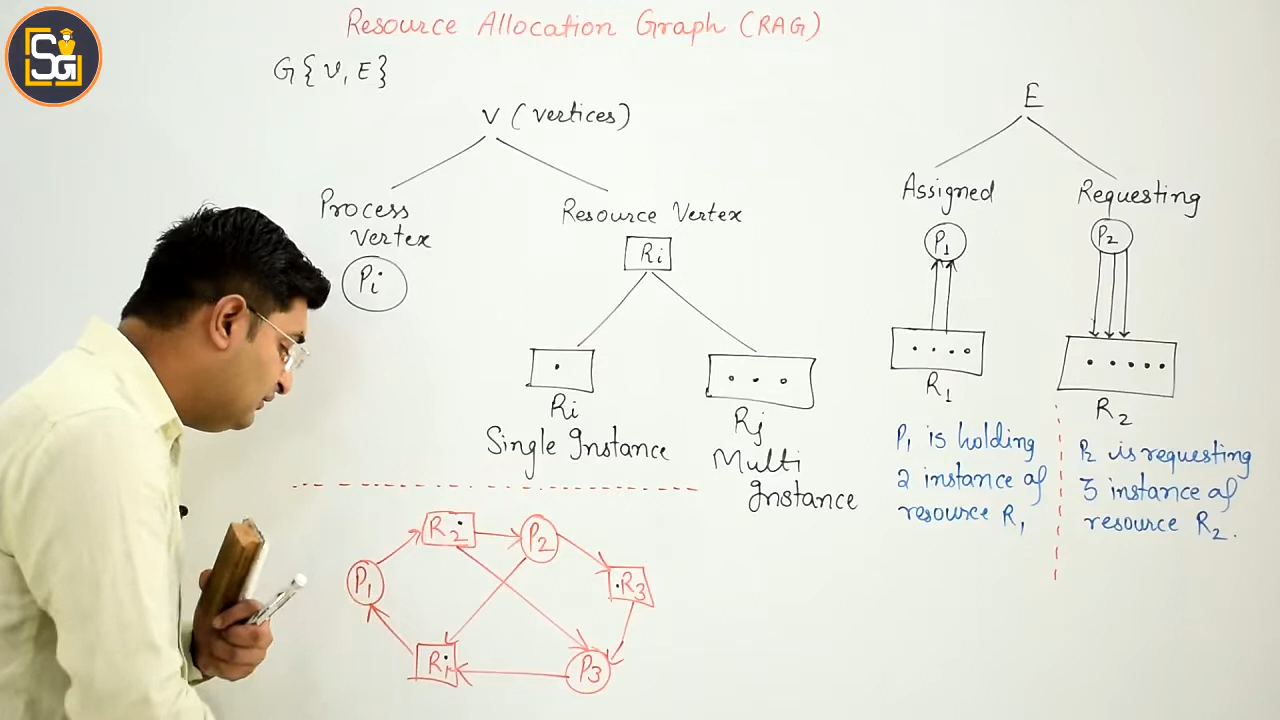 SG
Resource Allocation Graph (RAG)
G{V, E}
V (vertices)
Process
vertex
Pi
Resource Vertex
Ri
Ri
Single Instance
Rj
Multi
Instance
E
Assigned
P1
R1
P1 is holding
2 instance of
resource R1
Requesting
P2
R2
P2 is requesting
3 instance of
resource R2.
R2
P2
P1
R3
R1
P3